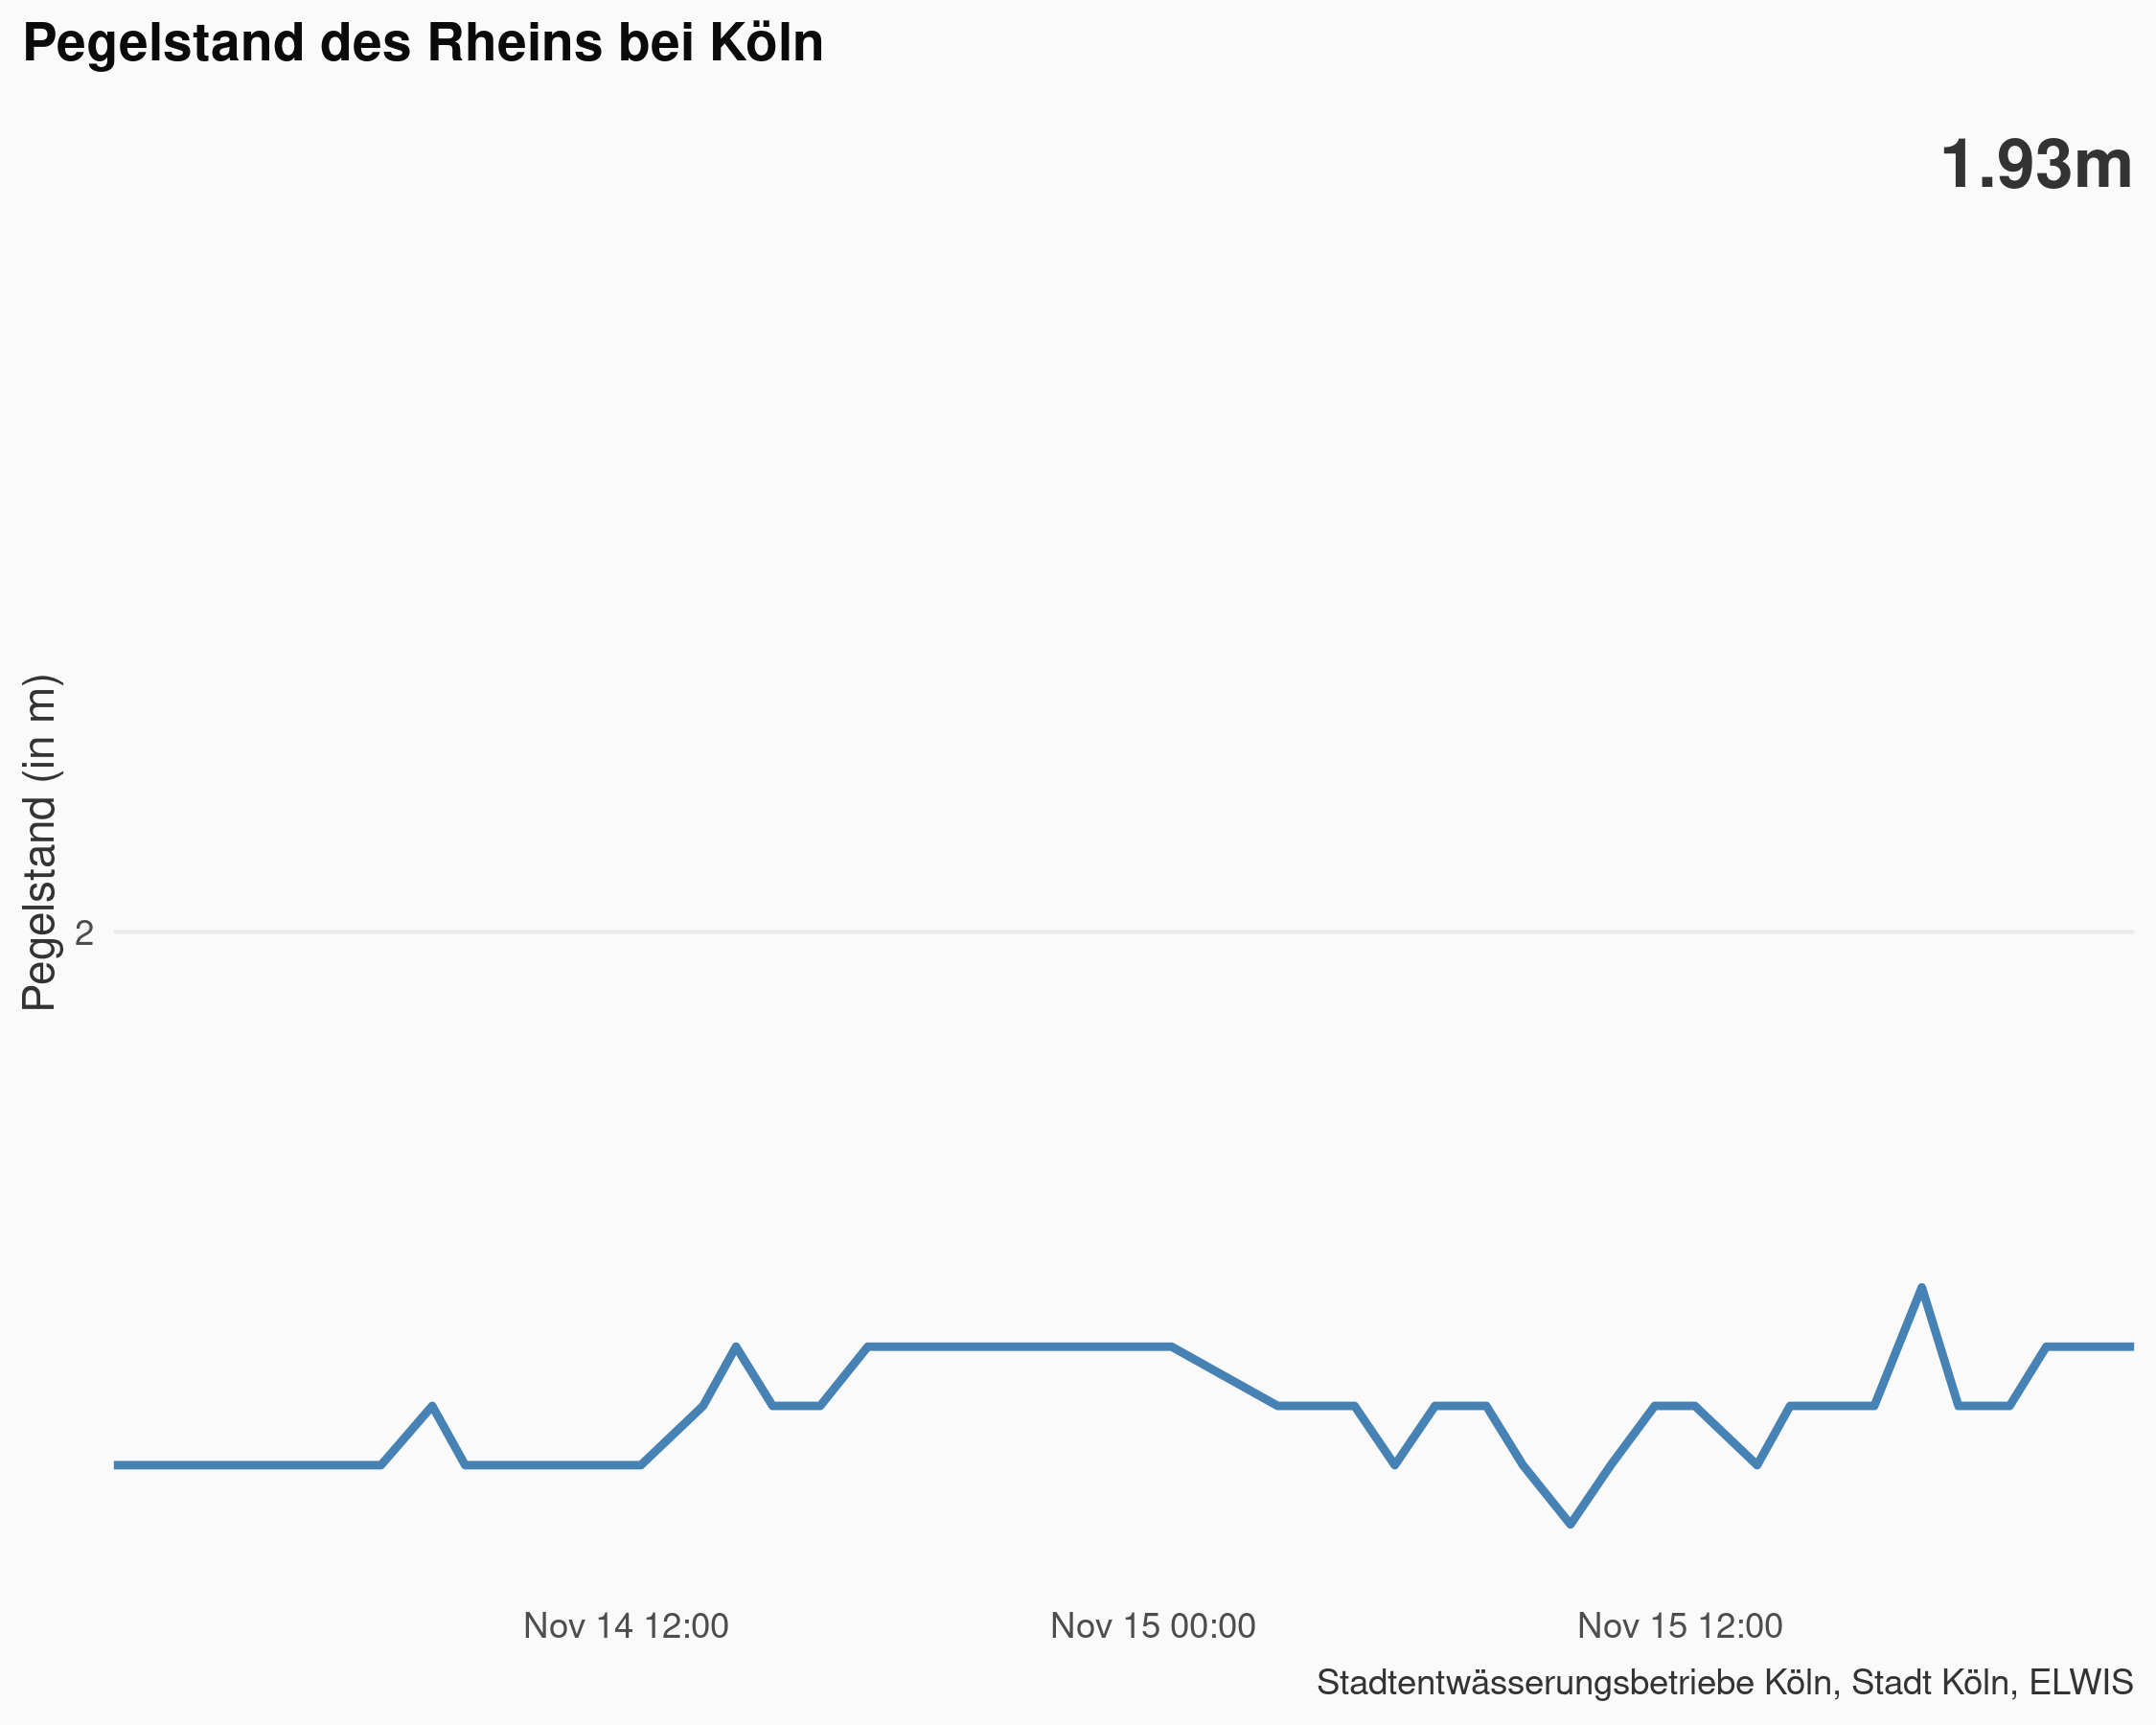 Pegelstand des Rheins bei Köln
1.93m
Pegelstand (in m)
2
Nov 14 12:00
Nov 15 00:00
Nov 15 12:00
Stadtentwässerungsbetriebe Köln, Stadt Köln, ELWIS